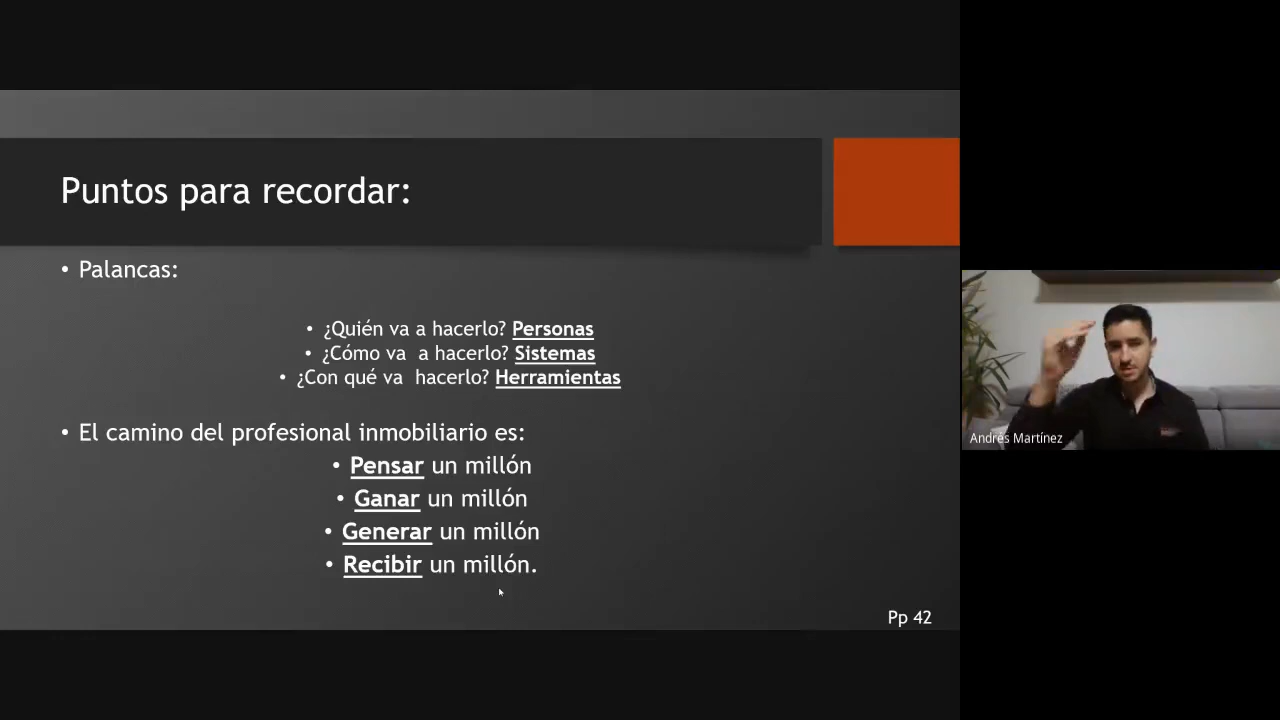 Puntos para recordar:
• Palancas:
• ¿Quién va a hacerlo? Personas
• ¿Cómo va  a hacerlo? Sistemas
• ¿Con qué va  hacerlo? Herramientas
• El camino del profesional inmobiliario es:
• Pensar un millón
• Ganar un millón
• Generar un millón
• Recibir un millón.
Pp 42
Andrés Martínez